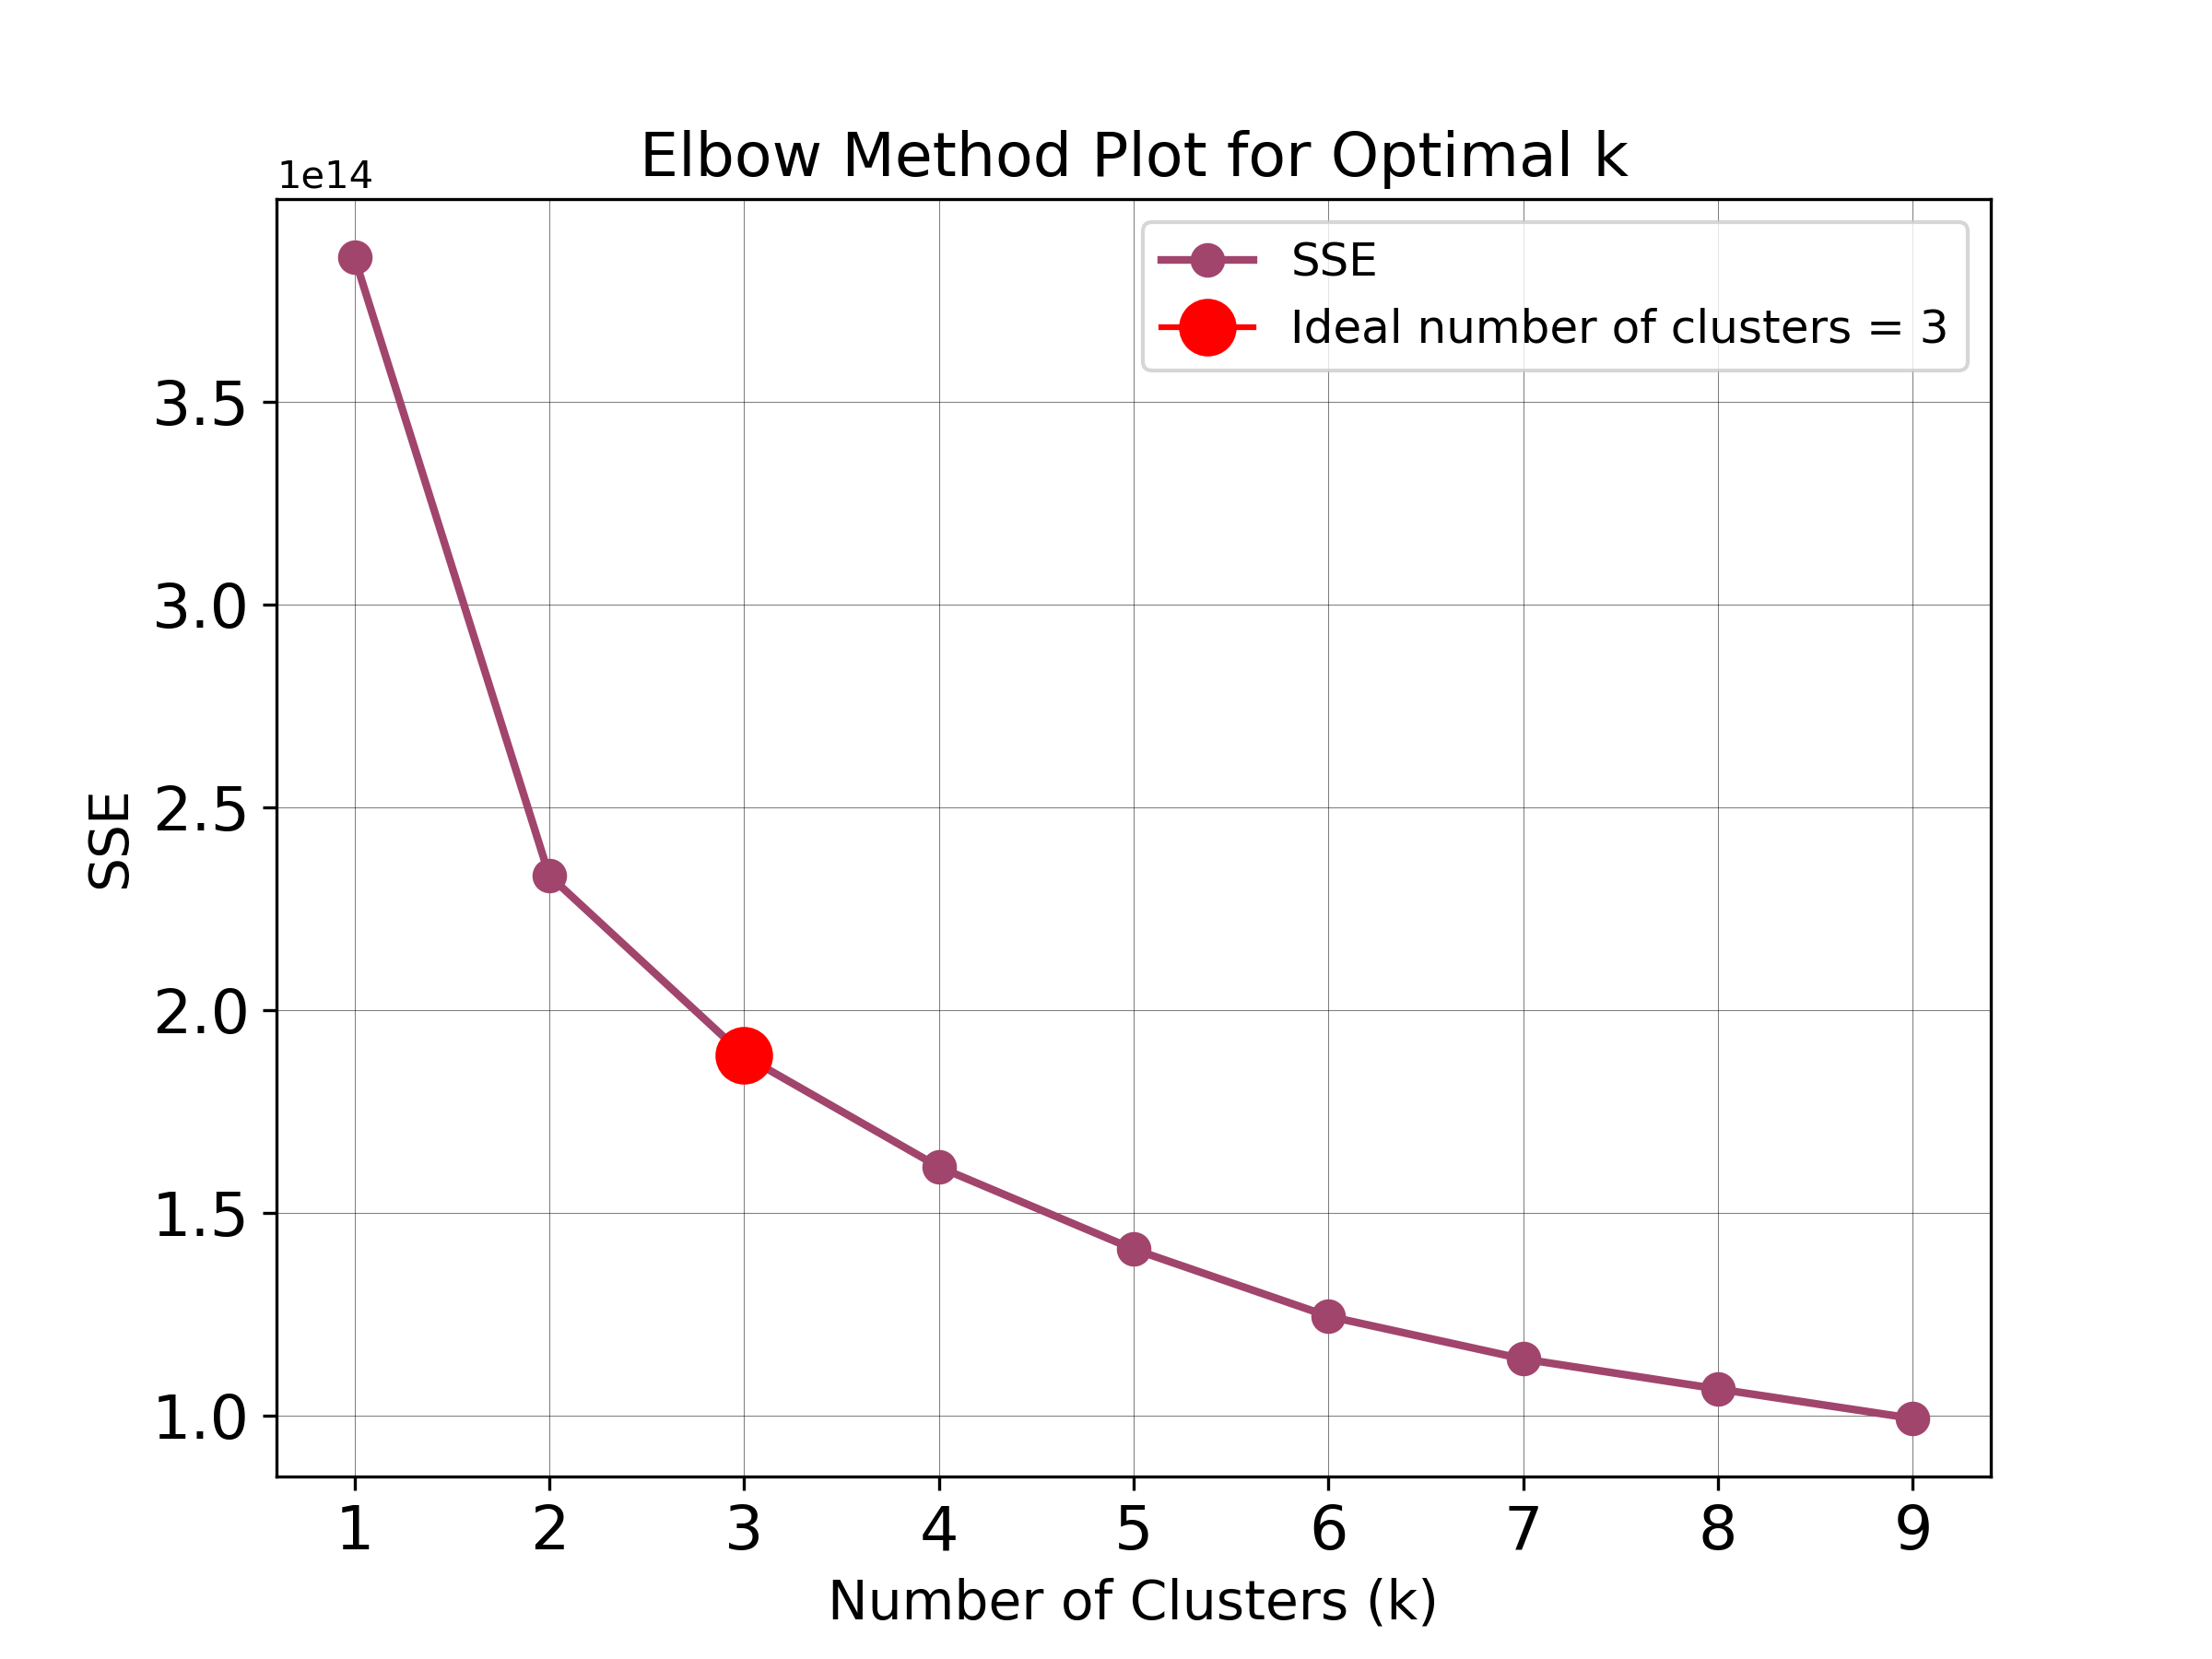 Elbow Method Plot for Optimal k
1e14
SSE
Ideal number of clusters = 3
3.5
3.0
2.5
2.0
1.5
1.0
SSE
1 2 3 4 5 6 7 8 9
Number of Clusters (k)